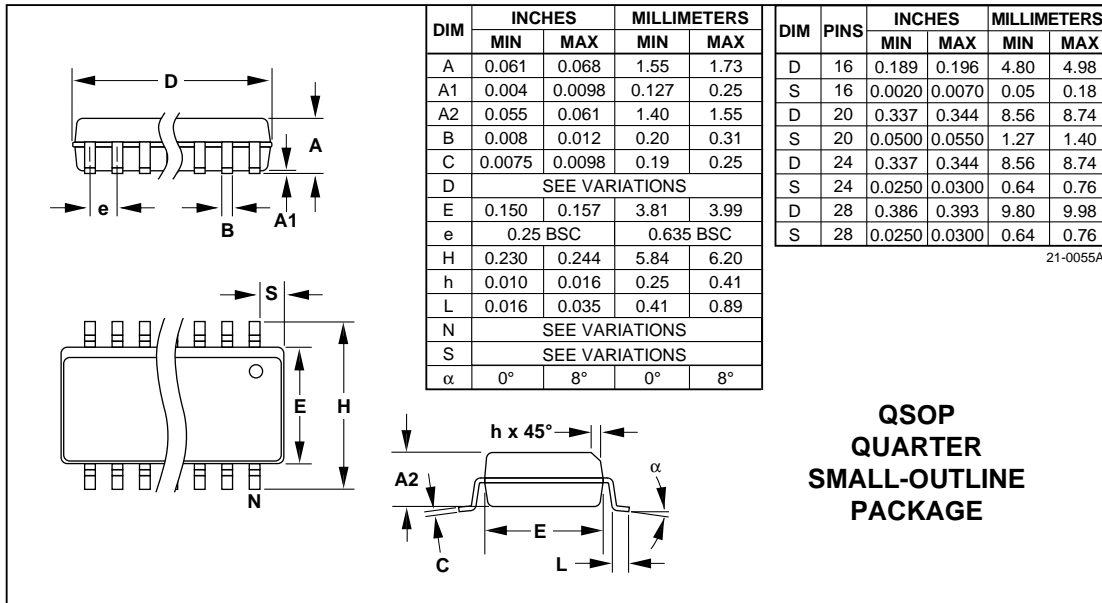 D
A
e
B
A1
S
E
H
N
DIM INCHES MILLIMETERS
MIN MAX MIN MAX
A 0.061 0.068 1.55 1.73
A1 0.004 0.0098 0.127 0.25
A2 0.055 0.061 1.40 1.55
B 0.008 0.012 0.20 0.31
C 0.0075 0.0098 0.19 0.25
D SEE VARIATIONS
E 0.150 0.157 3.81 3.99
e 0.25 BSC 0.635 BSC
H 0.230 0.244 5.84 6.20
h 0.010 0.016 0.25 0.41
L 0.016 0.035 0.41 0.89
N SEE VARIATIONS
S SEE VARIATIONS
α 0° 8° 0° 8°
DIM PINS INCHES MILLIMETERS
MIN MAX MIN MAX
D 16 0.189 0.196 4.80 4.98
S 16 0.0020 0.0070 0.05 0.18
D 20 0.337 0.344 8.56 8.74
S 20 0.0500 0.0550 1.27 1.40
D 24 0.337 0.344 8.56 8.74
S 24 0.0250 0.0300 0.64 0.76
D 28 0.386 0.393 9.80 9.98
S 28 0.0250 0.0300 0.64 0.76
21-0055A
h x 45°
A2
α
E
C
L
QSOP
QUARTER
SMALL-OUTLINE
PACKAGE